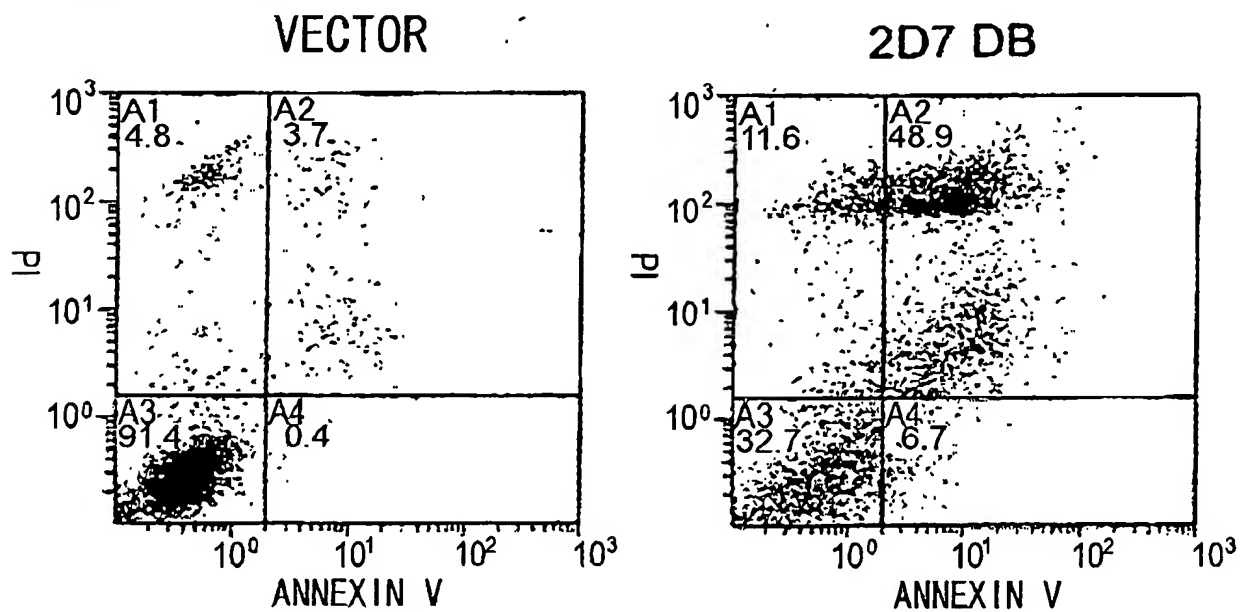 VECTOR
10³
A1
4.8
A2
3.7
10²
PI
10¹
10⁰
A3
91.4
A4
0.4
10⁰ 10¹ 10² 10³
ANNEXIN V
2D7 DB
10³
A1
11.6
A2
48.9
10²
PI
10¹
10⁰
A3
32.7
A4
6.7
10⁰ 10¹ 10² 10³
ANNEXIN V